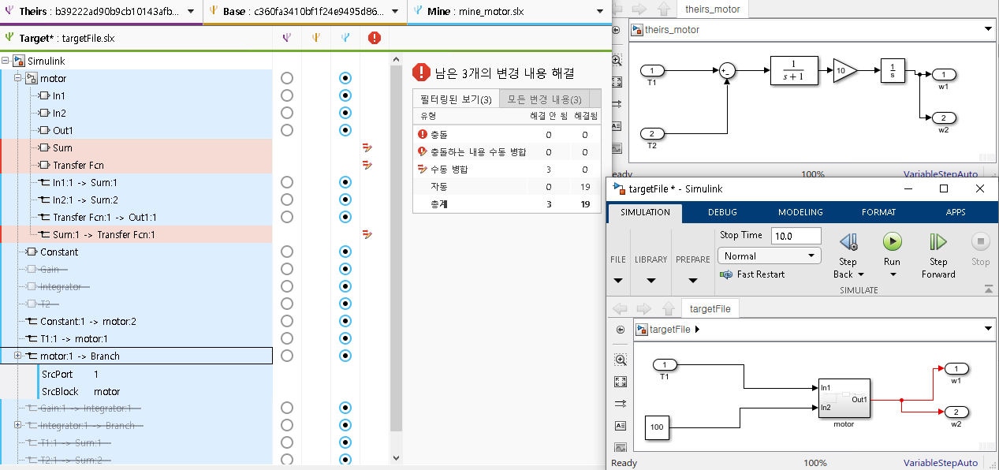 Theirs : b39222ad90b9cb10143afb...
Base : c360fa3410bf1f24e9495d86...
Mine : mine_motor.slx
Target* : targetFile.slx
Simulink
motor
In1
In2
Out1
Sum
Transfer Fcn
In1:1 -> Sum:1
In2:1 -> Sum:2
Transfer Fcn:1 -> Out1:1
Sum:1 -> Transfer Fcn:1
Constant
Gain
Integrator
T2
Constant:1 -> motor:2
T1:1 -> motor:1
motor:1 -> Branch
SrcPort 1
SrcBlock motor
Gain:1 -> Integrator:1
Integrator:1 -> Branch
T1:1 -> Sum:1
T2:1 -> Sum:2
남은 3개의 변경 내용 해결
필터링된 보기(3) 모든 변경 내용(3)
유형 해결 안 됨 해결됨
충돌 0 0
충돌하는 내용 수동 병합 0 0
수동 병합 3 0
자동 0 19
총계 3 19
theirs_motor
theirs_motor
1
T1
+
-
1
s + 1
10
1
s
1
w1
2
w2
2
T2
eady 100% VariableStepAuto
targetFile * - Simulink
SIMULATION DEBUG MODELING FORMAT APPS
FILE LIBRARY PREPARE
Stop Time 10.0
Normal
Fast Restart
Step Back
Run
Step Forward
Stop
SIMULATE
targetFile
targetFile
1
T1
100
In1
In2
Out1
motor
1
w1
2
w2
Ready 100% VariableStepAuto